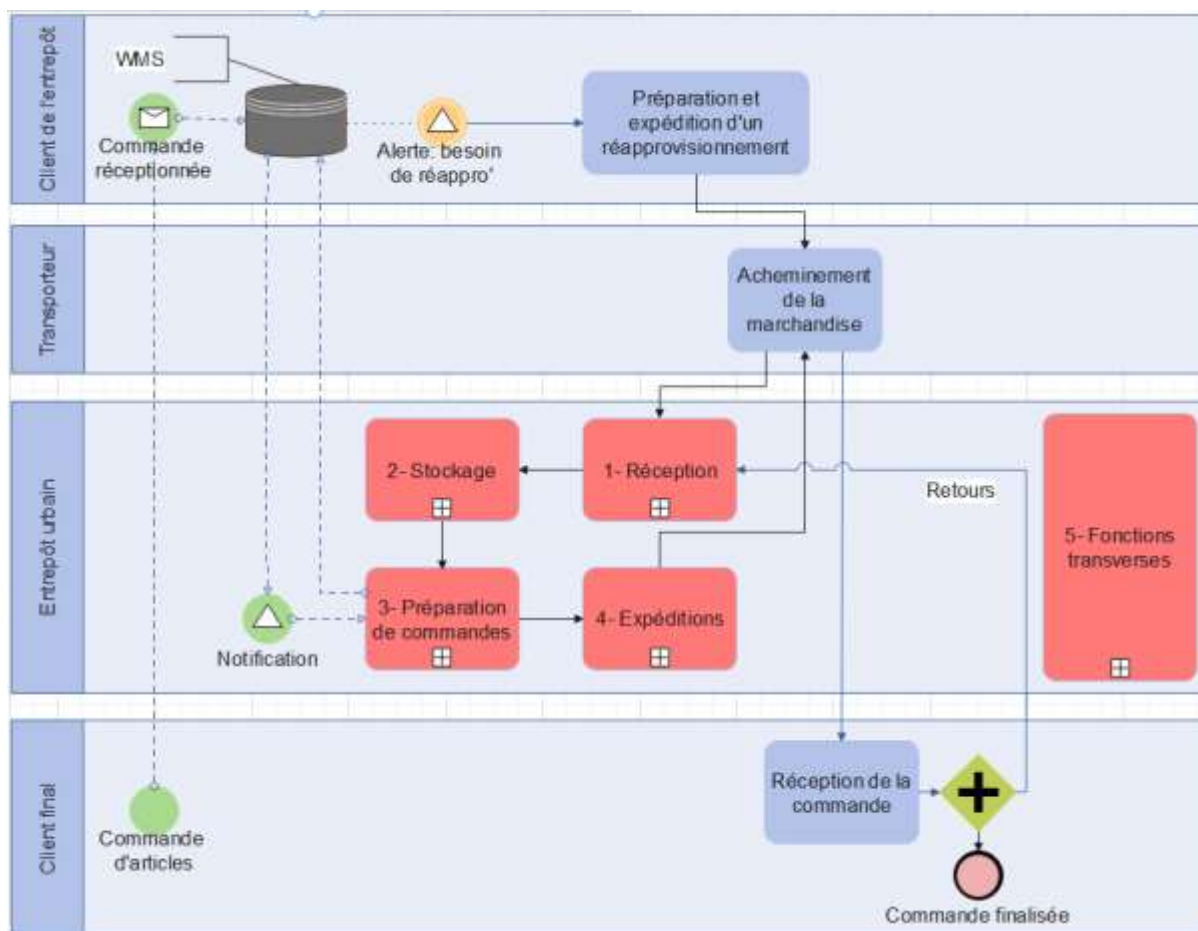 Client de l'entrepôt
WMS
Commande
réceptionnée
Alerte: besoin
de réappro'
Préparation et
expédition d'un
réapprovisionnement
Transporteur
Acheminement
de la
marchandise
Entrepôt urbain
2- Stockage
1- Réception
Retours
5- Fonctions
transverses
3- Préparation
de commandes
4- Expéditions
Notification
Client final
Commande
d'articles
Réception de la
commande
Commande finalisée